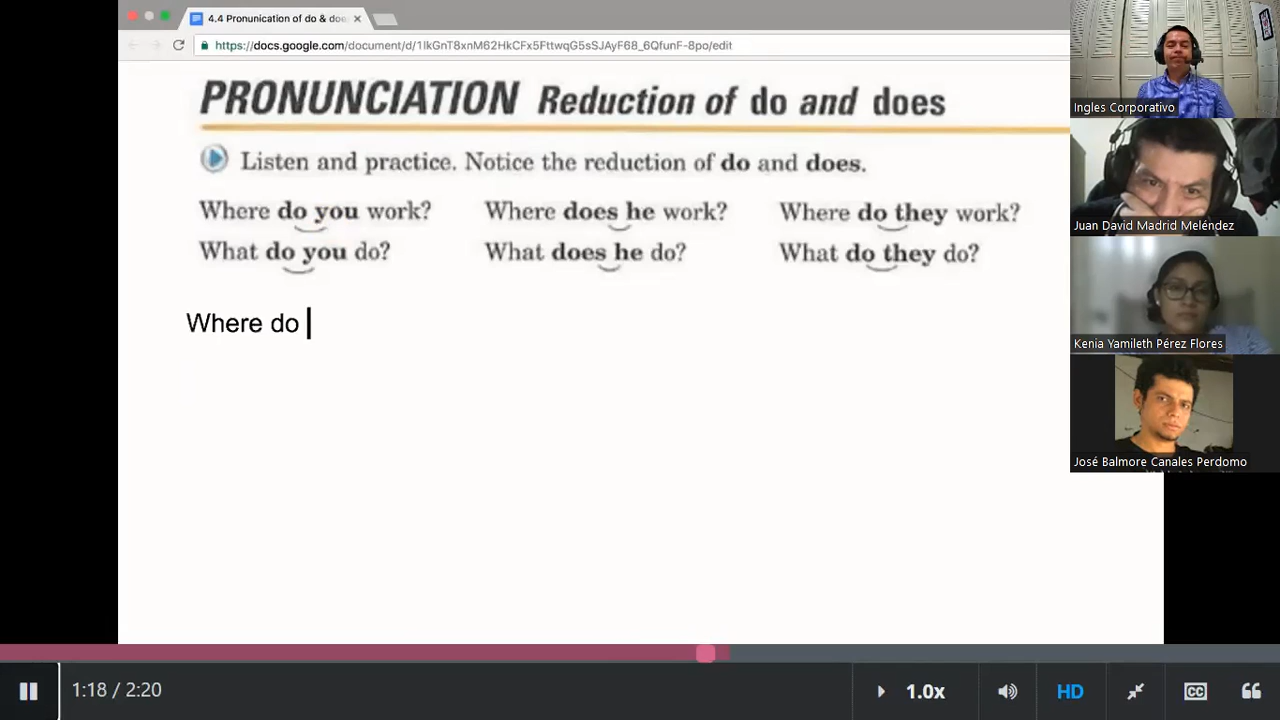 4.4 Pronunication of do & doe
https://docs.google.com/document/d/1IkGnT8xnM62HkCFx5FttwqG5sSJAyF68_6QfunF-8po/edit
PRONUNCIATION Reduction of do and does
Listen and practice. Notice the reduction of do and does.
Where do you work? Where does he work? Where do they work?
What do you do? What does he do? What do they do?
Where do
Ingles Corporativo
Juan David Madrid Meléndez
Kenia Yamileth Pérez Flores
José Balmore Canales Perdomo
1:18 / 2:20
1.0x
HD
CC